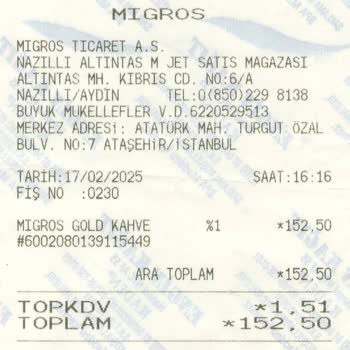 MIGROS
MIGROS TICARET A.S.
NAZILLI ALTINTAS M JET SATIS MAGAZASI
ALTINTAS MH. KIBRIS CD. NO:6/A
NAZILLI/AYDIN TEL:0(850)229 8138
BUYUK MUKELLEFLER V.D.6220529513
MERKEZ ADRESİ: ATATÜRK MAH. TURGUT ÖZAL
BULV. NO:7 ATAŞEHİR/İSTANBUL
TARİH:17/02/2025 SAAT:16:16
FİŞ NO :0230
MIGROS GOLD KAHVE %1 *152,50
#6002080139115449
ARA TOPLAM *152,50
TOPKDV *1,51
TOPLAM *152,50